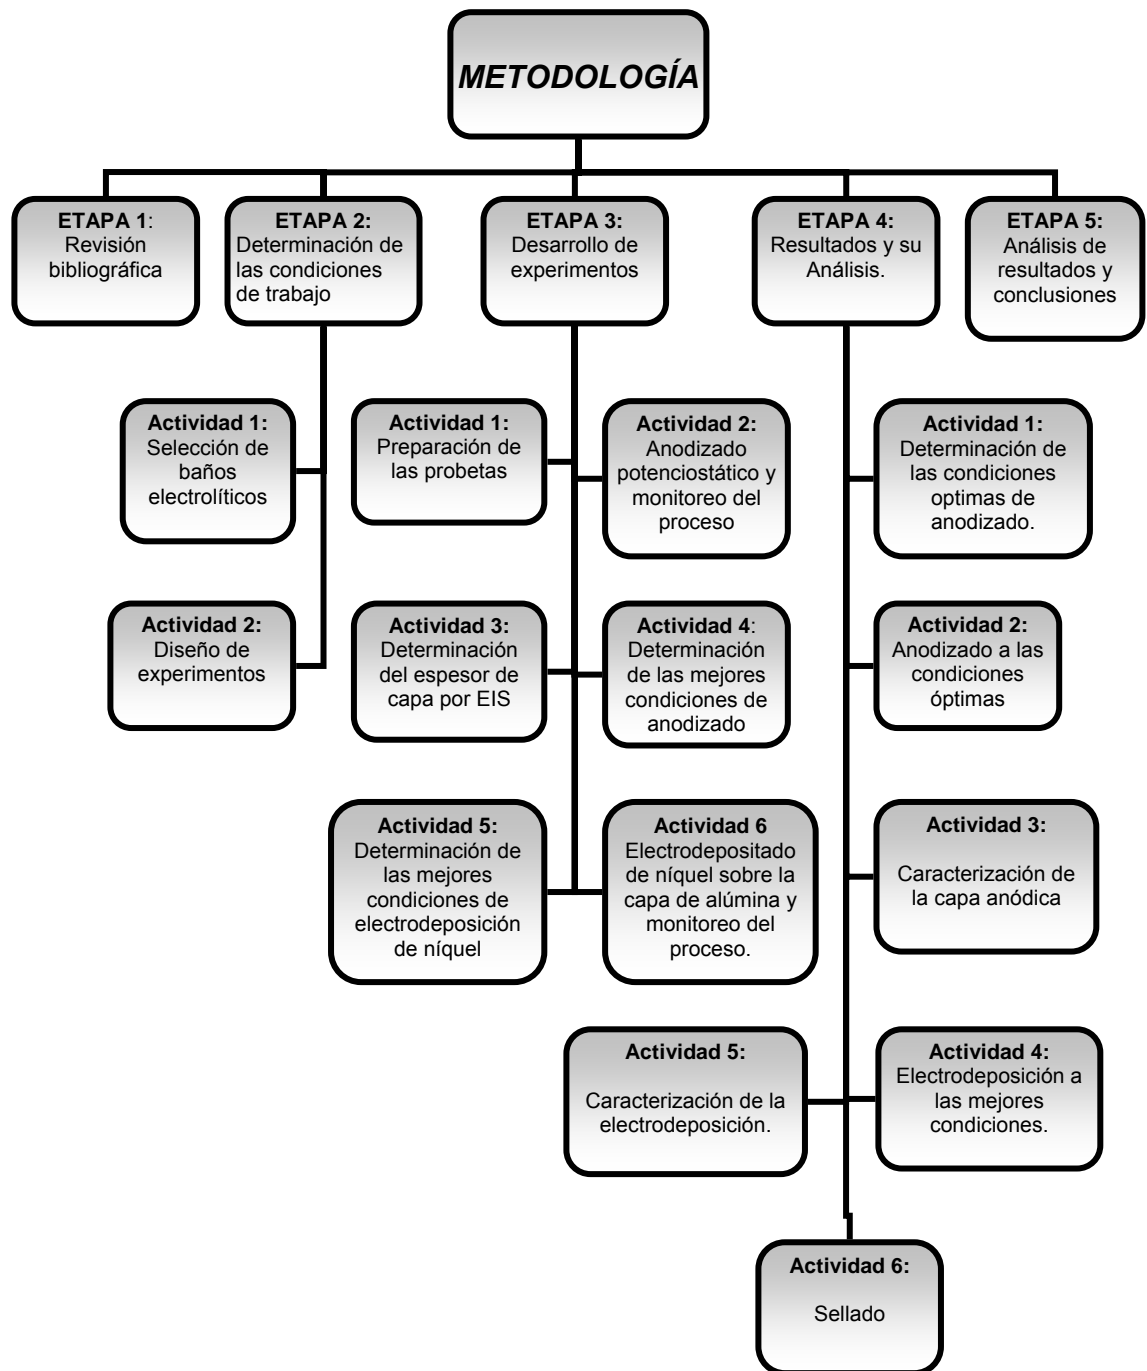 METODOLOGÍA
ETAPA 1:
Revisión
bibliográfica
ETAPA 2:
Determinación de
las condiciones
de trabajo
ETAPA 3:
Desarrollo de
experimentos
ETAPA 4:
Resultados y su
Análisis.
ETAPA 5:
Análisis de
resultados y
conclusiones
Actividad 1:
Selección de
baños
electrolíticos
Actividad 1:
Preparación de
las probetas
Actividad 2:
Anodizado
potenciostático y
monitoreo del
proceso
Actividad 1:
Determinación de
las condiciones
optimas de
anodizado.
Actividad 2:
Diseño de
experimentos
Actividad 3:
Determinación
del espesor de
capa por EIS
Actividad 4:
Determinación
de las mejores
condiciones de
anodizado
Actividad 2:
Anodizado a las
condiciones
óptimas
Actividad 5:
Determinación de
las mejores
condiciones de
electrodeposición
de níquel
Actividad 6
Electrodepositado
de níquel sobre la
capa de alúmina y
monitoreo del
proceso.
Actividad 3:
Caracterización de
la capa anódica
Actividad 5:
Caracterización de la
electrodeposición.
Actividad 4:
Electrodeposición a
las mejores
condiciones.
Actividad 6:
Sellado